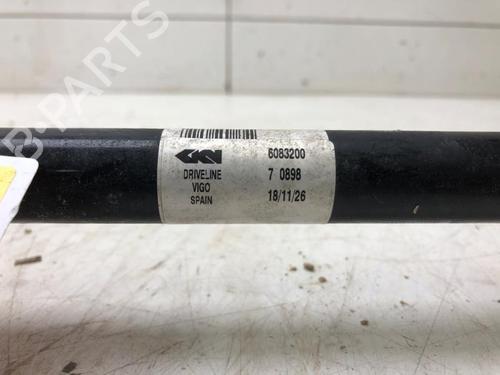 B-PARTS
GKN
6083200
DRIVELINE
7 0898
VIGO
SPAIN
18/11/26